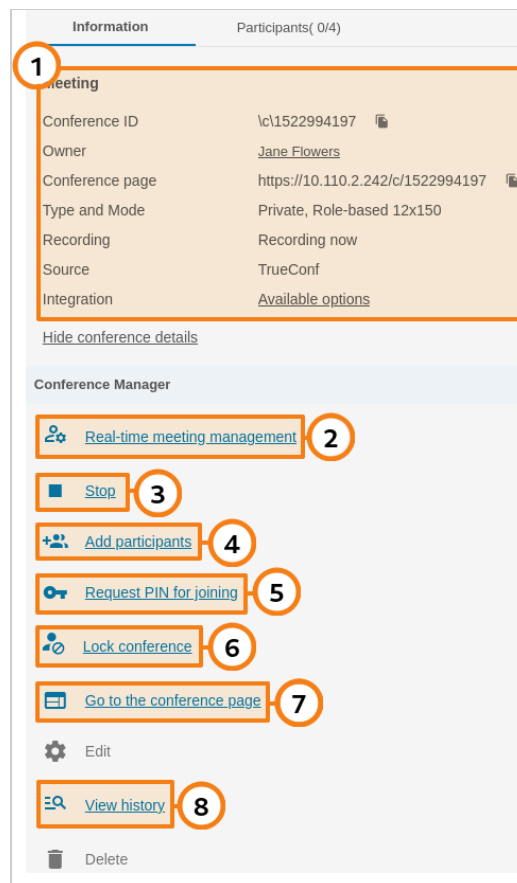 Information Participants( 0/4)
1
Meeting
Conference ID \c\1522994197
Owner Jane Flowers
Conference page https://10.110.2.242/c/1522994197
Type and Mode Private, Role-based 12x150
Recording Recording now
Source TrueConf
Integration Available options
Hide conference details
Conference Manager
Real-time meeting management 2
Stop 3
Add participants 4
Request PIN for joining 5
Lock conference 6
Go to the conference page 7
Edit
View history 8
Delete